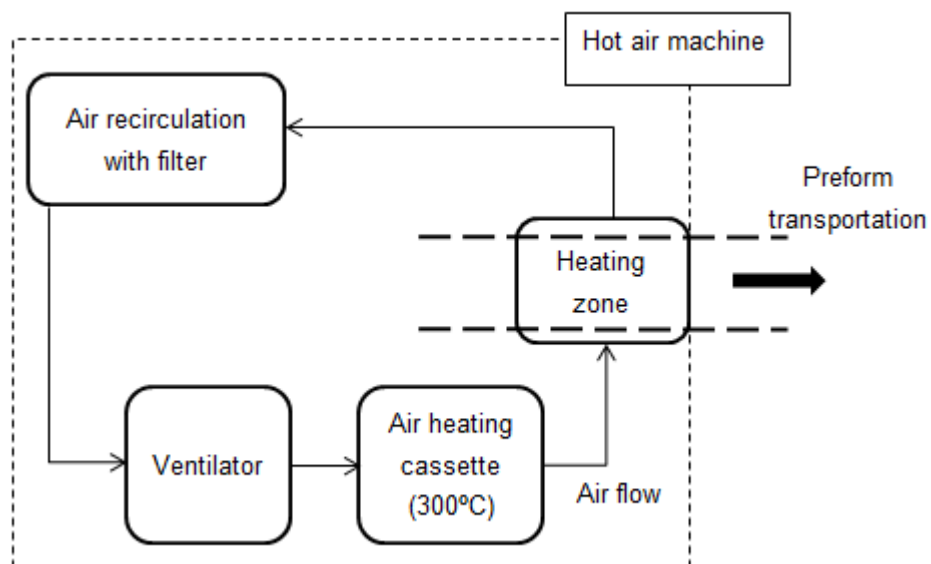 Hot air machine
Air recirculation
with filter
Preform
transportation
Heating
zone
Ventilator
Air heating
cassette
(300ºC)
Air flow